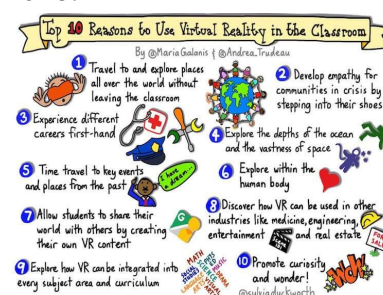 Top 10 Reasons to Use Virtual Reality in the Classroom
By @MariaGalanis & @Andrea_Trudeau
1 Travel to and explore places
all over the world without
leaving the classroom
2 Develop empathy for
communities in crisis by
stepping into their shoes
3 Experience different
careers first-hand
4 Explore the depths of the ocean
and the vastness of space
5 Time travel to key events
and places from the past
I have
a dream...
6 Explore within the
human body
7 Allow students to share
their world with others by creating
their own VR content
8 Discover how VR can be used in other
industries like medicine, engineering,
entertainment and real estate
FOR
SALE
9 Explore how VR can be integrated into
every subject area and curriculum
MATH
10 Promote curiosity
and wonder!
WOW
@sylviaduckworth